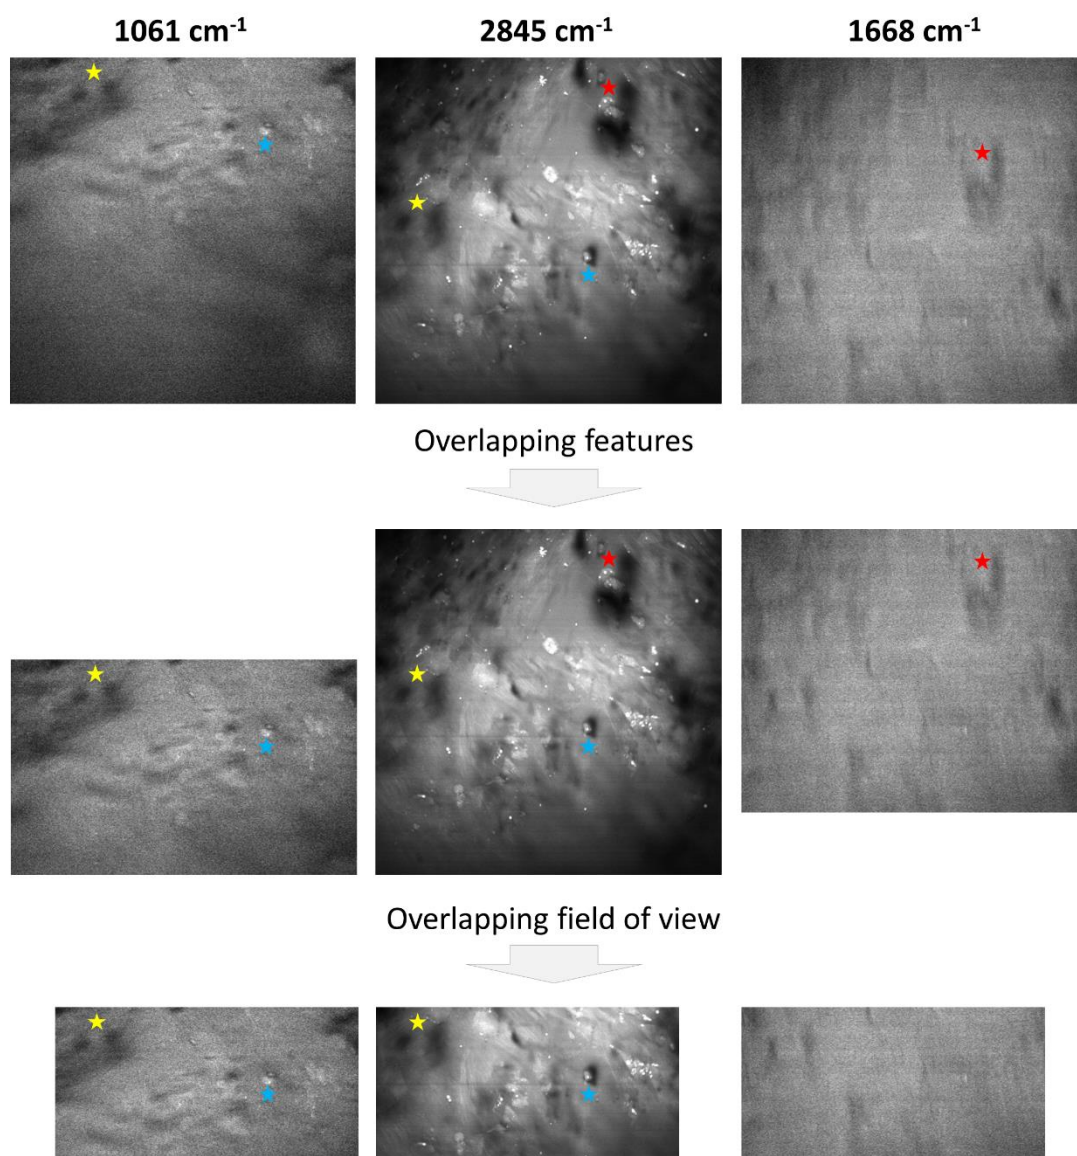 1061 cm⁻¹
2845 cm⁻¹
1668 cm⁻¹
Overlapping features
Overlapping field of view